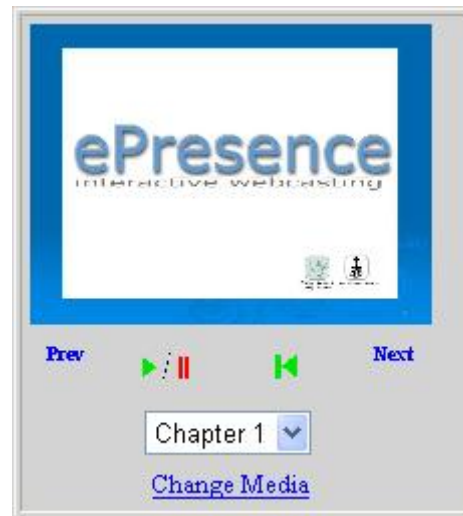 ePresence
interactive webcasting
Prev Next
Chapter 1
Change Media